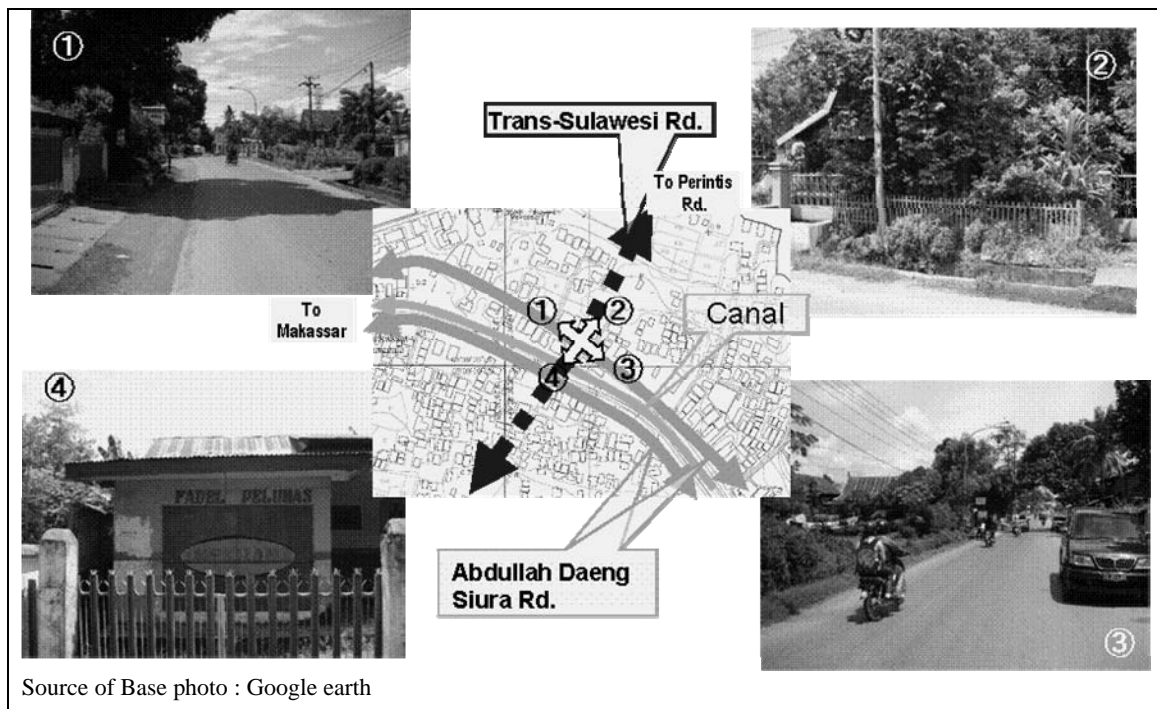 ①
②
Trans-Sulawesi Rd.
To Perintis
Rd.
To
Makassar
①
②
Canal
④
③
④
FADEL PELUMAS
Abdullah Daeng
Siura Rd.
③
Source of Base photo : Google earth